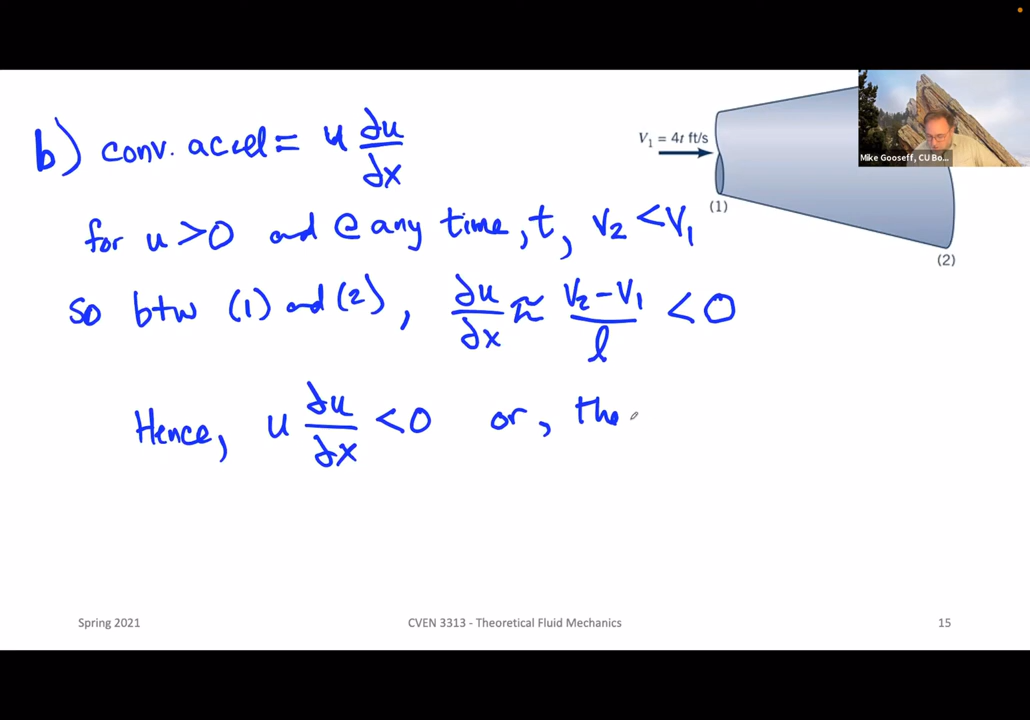 b) conv. accel = u ∂u/∂x
V₁ = 4t ft/s
Mike Gooseff, CU Bo...
(1)
for u >0 and @ any time, t, V₂ < V₁
(2)
so btw (1) and (2), ∂u/∂x ≈ V₂ - V₁/l < 0
Hence, u ∂u/∂x < 0 or, the
Spring 2021
CVEN 3313 - Theoretical Fluid Mechanics
15